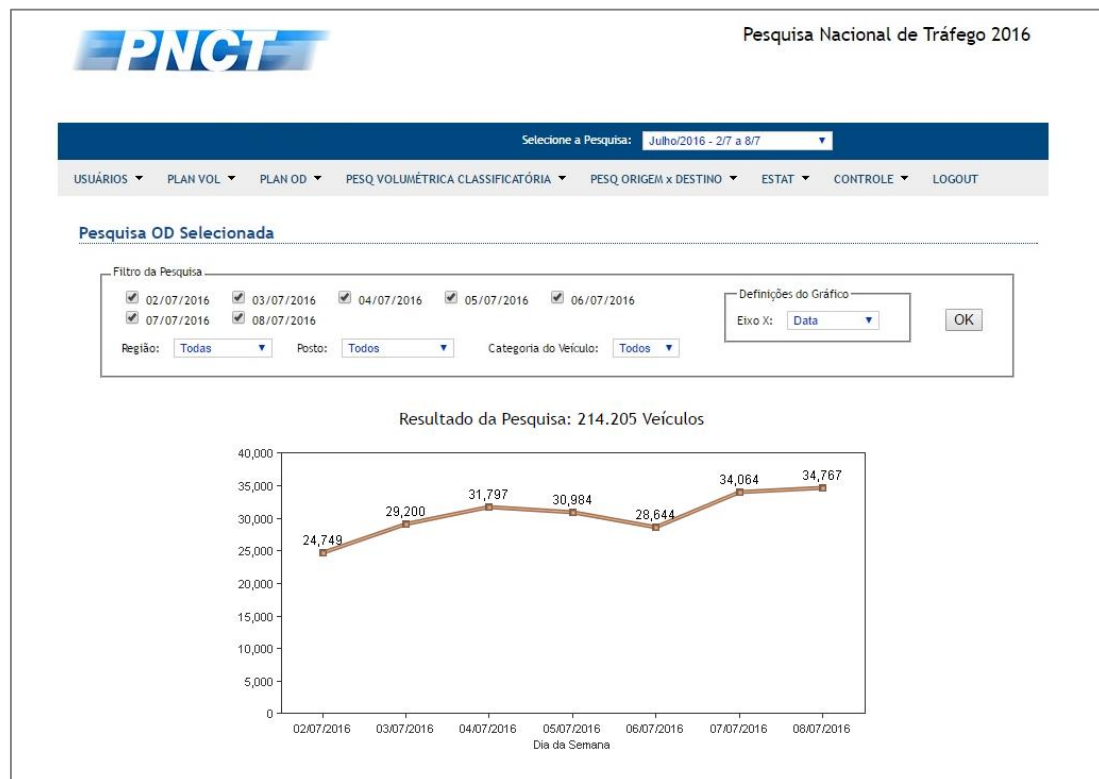 PNCT
Pesquisa Nacional de Tráfego 2016
Selecione a Pesquisa: Julho/2016 - 2/7 a 8/7
USUÁRIOS PLAN VOL PLAN OD PESQ VOLUMÉTRICA CLASSIFICATÓRIA PESQ ORIGEM x DESTINO ESTAT CONTROLE LOGOUT
Pesquisa OD Selecionada
Filtro da Pesquisa
02/07/2016 03/07/2016 04/07/2016 05/07/2016 06/07/2016
07/07/2016 08/07/2016
Região: Todas Posto: Todos Categoria do Veículo: Todos
Definições do Gráfico
Eixo X: Data
OK
Resultado da Pesquisa: 214.205 Veículos
40,000
35,000
30,000
25,000
20,000
15,000
10,000
5,000
0
24,749
29,200
31,797
30,984
28,644
34,064
34,767
02/07/2016 03/07/2016 04/07/2016 05/07/2016 06/07/2016 07/07/2016 08/07/2016
Dia da Semana